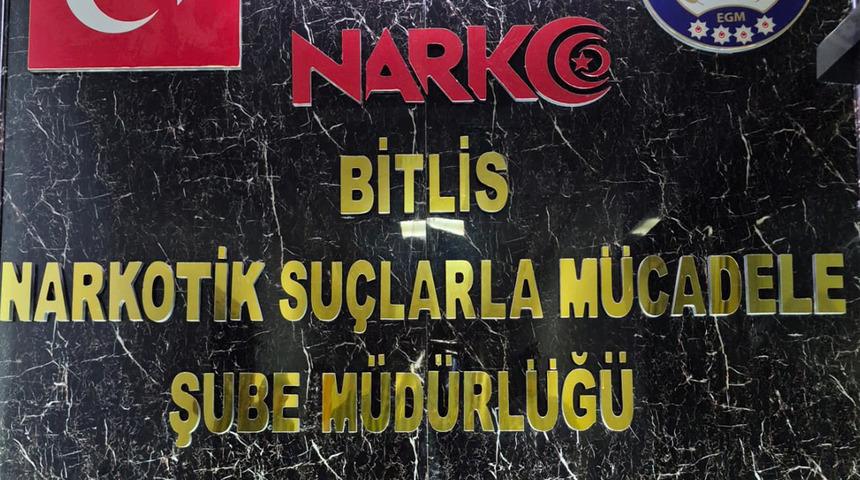 EGM
NARKO
BİTLİS
NARKOTİK SUÇLARLA MÜCADELE
ŞUBE MÜDÜRLÜĞÜ